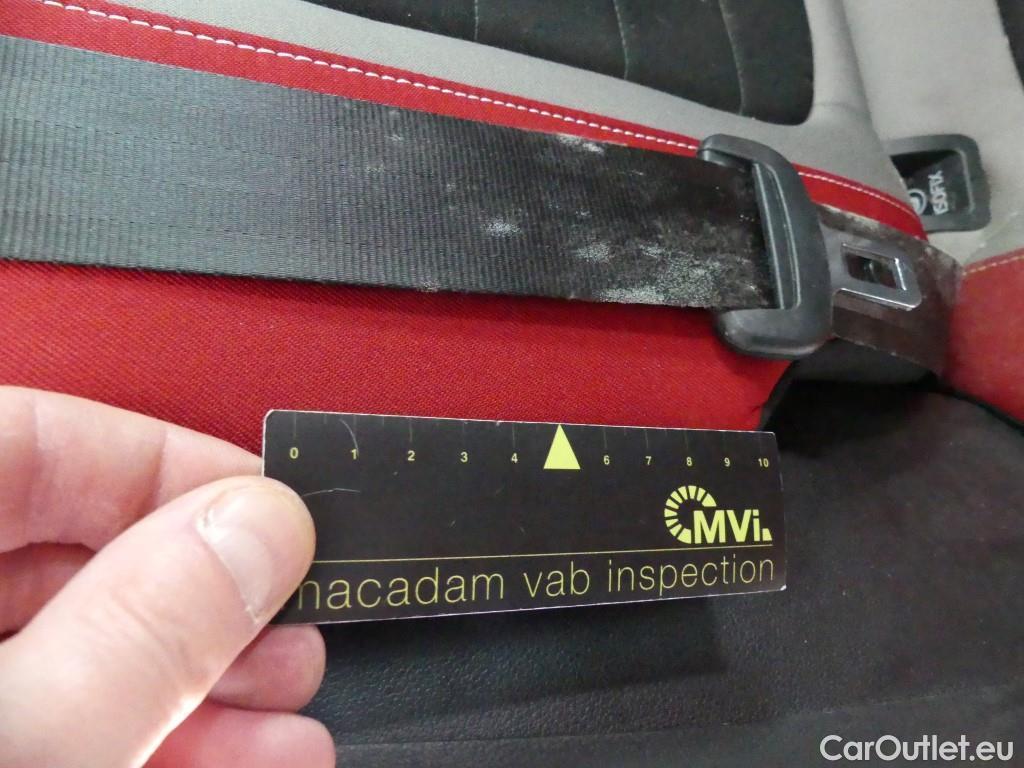 ISOFIX
0 1 2 3 4 6 7 8 9 10
MVi.
macadam vab inspection
CarOutlet.eu